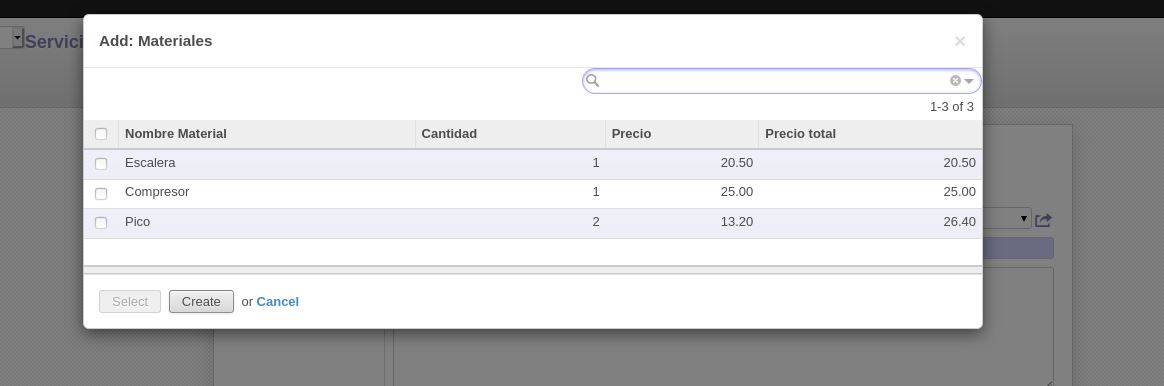 Servici
Add: Materiales ×
1-3 of 3
Nombre Material Cantidad Precio Precio total
Escalera 1 20.50 20.50
Compresor 1 25.00 25.00
Pico 2 13.20 26.40
Select Create or Cancel